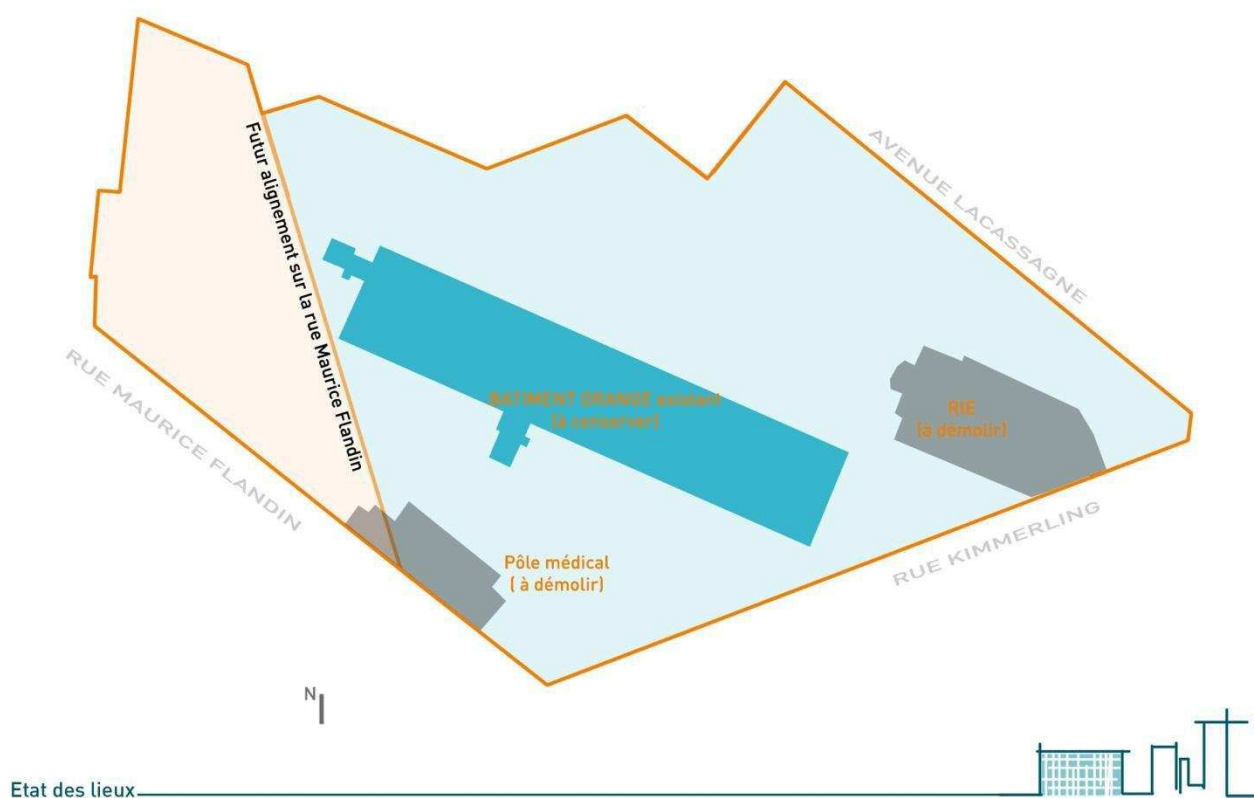 Futur alignement sur la rue Maurice Flandin
AVENUE LACASSAGNE
BATIMENT ORANGE existant
(à conserver)
RIE
(à démolir)
RUE MAURICE FLANDIN
RUE KIMMERLING
Pôle médical
( à démolir)
N
Etat des lieux